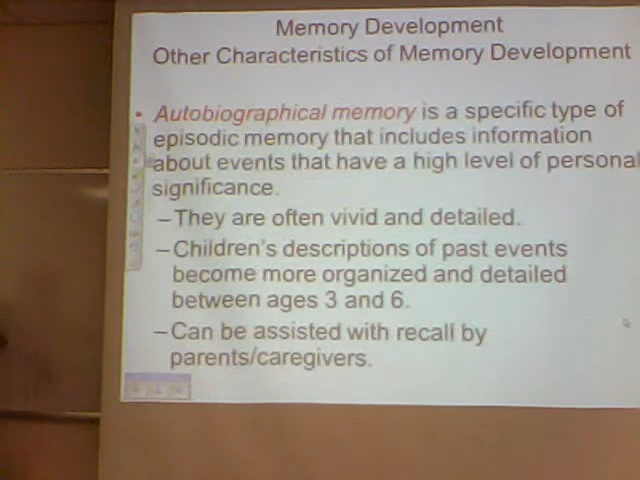 Memory Development
Other Characteristics of Memory Development
• Autobiographical memory is a specific type of
episodic memory that includes information
about events that have a high level of personal
significance.
–They are often vivid and detailed.
–Children's descriptions of past events
become more organized and detailed
between ages 3 and 6.
–Can be assisted with recall by
parents/caregivers.